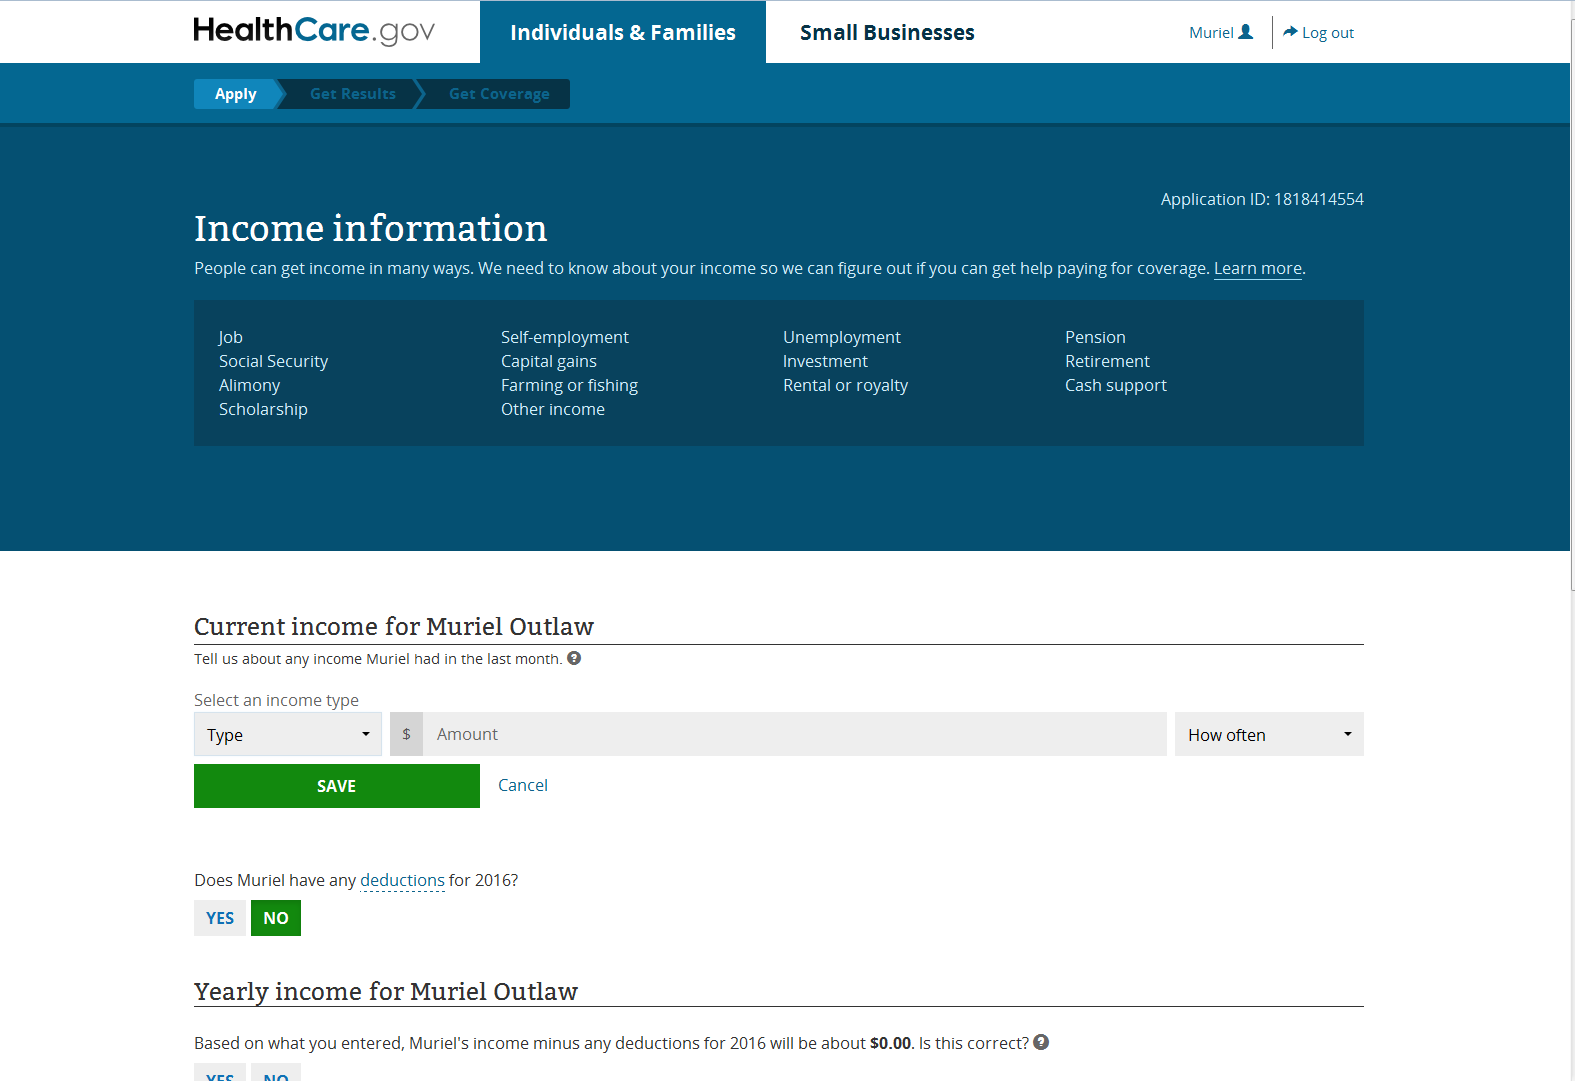 HealthCare.gov
Individuals & Families
Small Businesses
Muriel
Log out
Apply
Get Results
Get Coverage
Application ID: 1818414554
Income information
People can get income in many ways. We need to know about your income so we can figure out if you can get help paying for coverage. Learn more.
Job
Self-employment
Unemployment
Pension
Social Security
Capital gains
Investment
Retirement
Alimony
Farming or fishing
Rental or royalty
Cash support
Scholarship
Other income
Current income for Muriel Outlaw
Tell us about any income Muriel had in the last month. ?
Select an income type
Type
$
Amount
How often
SAVE
Cancel
Does Muriel have any deductions for 2016?
YES
NO
Yearly income for Muriel Outlaw
Based on what you entered, Muriel's income minus any deductions for 2016 will be about $0.00. Is this correct? ?
YES
NO